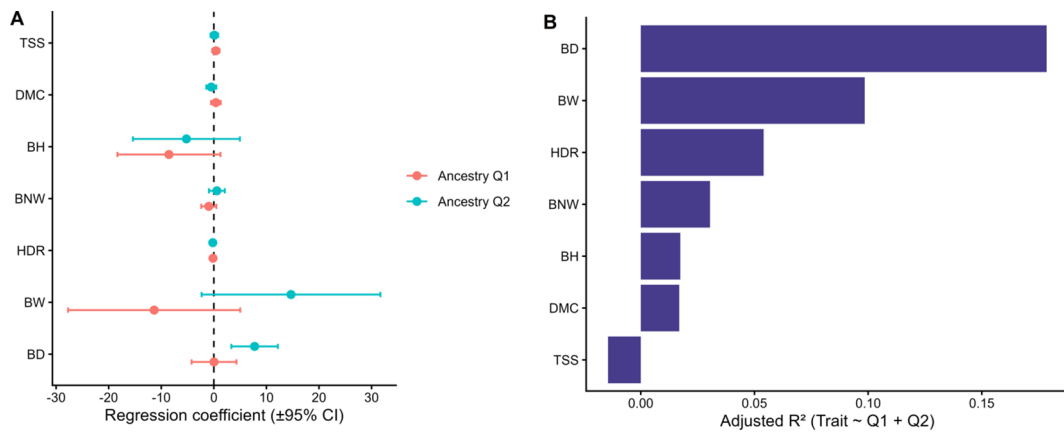 A
TSS
DMC
BH
BNW
HDR
BW
BD
-30 -20 -10 0 10 20 30
Regression coefficient (±95% CI)
Ancestry Q1
Ancestry Q2
B
BD
BW
HDR
BNW
BH
DMC
TSS
0.00 0.05 0.10 0.15
Adjusted R² (Trait ~ Q1 + Q2)